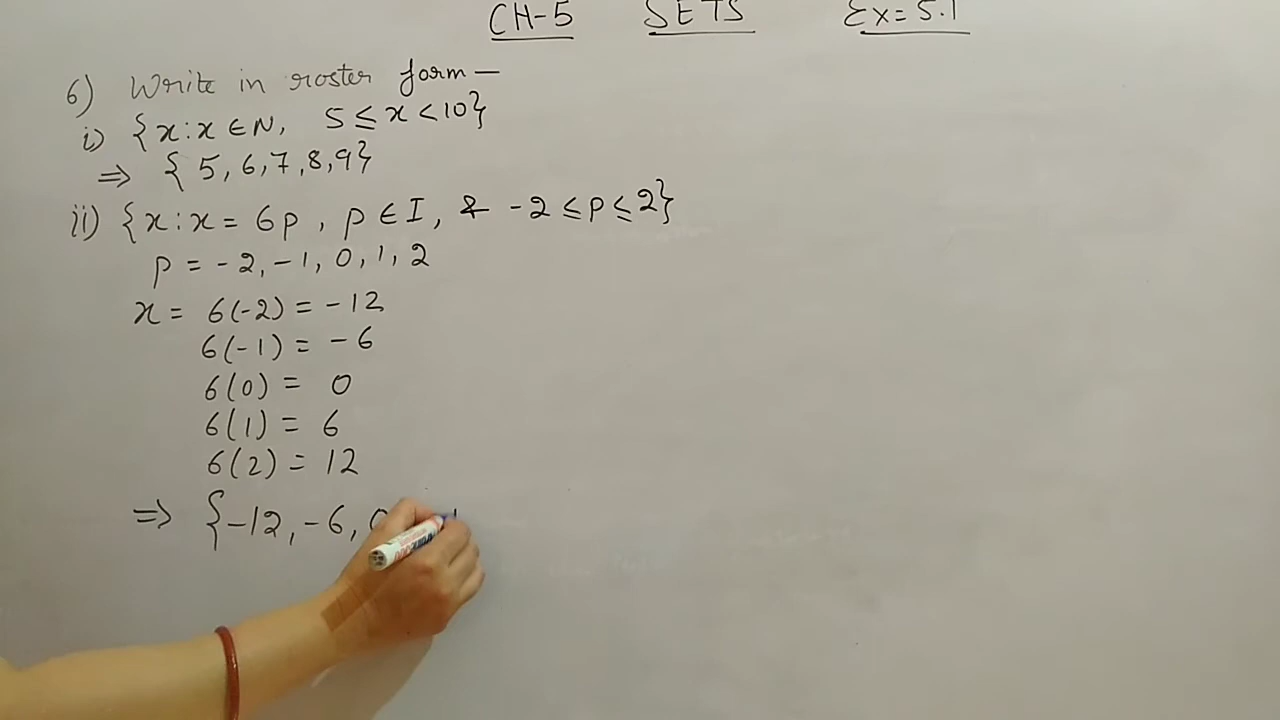 CH-5 SETS Ex=5.1
6) Write in roster form —
i) {x:x ∈ N, 5 ≤ x < 10}
⇒ {5, 6, 7, 8, 9}
ii) {x:x = 6p, p ∈ I, & -2 ≤ p ≤ 2}
p = -2, -1, 0, 1, 2
x = 6(-2) = -12
6(-1) = -6
6(0) = 0
6(1) = 6
6(2) = 12
⇒ {-12, -6, 0